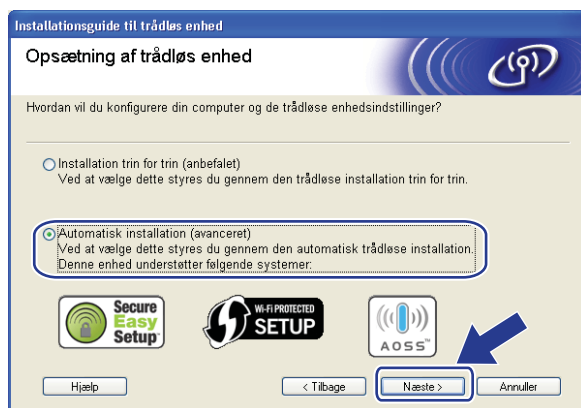 Installationsguide til trådløs enhed
Opsætning af trådløs enhed
Hvordan vil du konfigurere din computer og de trådløse enhedsindstillinger?
Installation trin for trin (anbefalet)
Ved at vælge dette styres du gennem den trådløse installation trin for trin.
Automatisk installation (avanceret)
Ved at vælge dette styres du gennem den automatisk trådløse installation.
Denne enhed understøtter følgende systemer:
Secure
Easy
Setup™
WI-FI PROTECTED
SETUP
AOSS™
Hjælp
< Tilbage
Næste >
Annuller